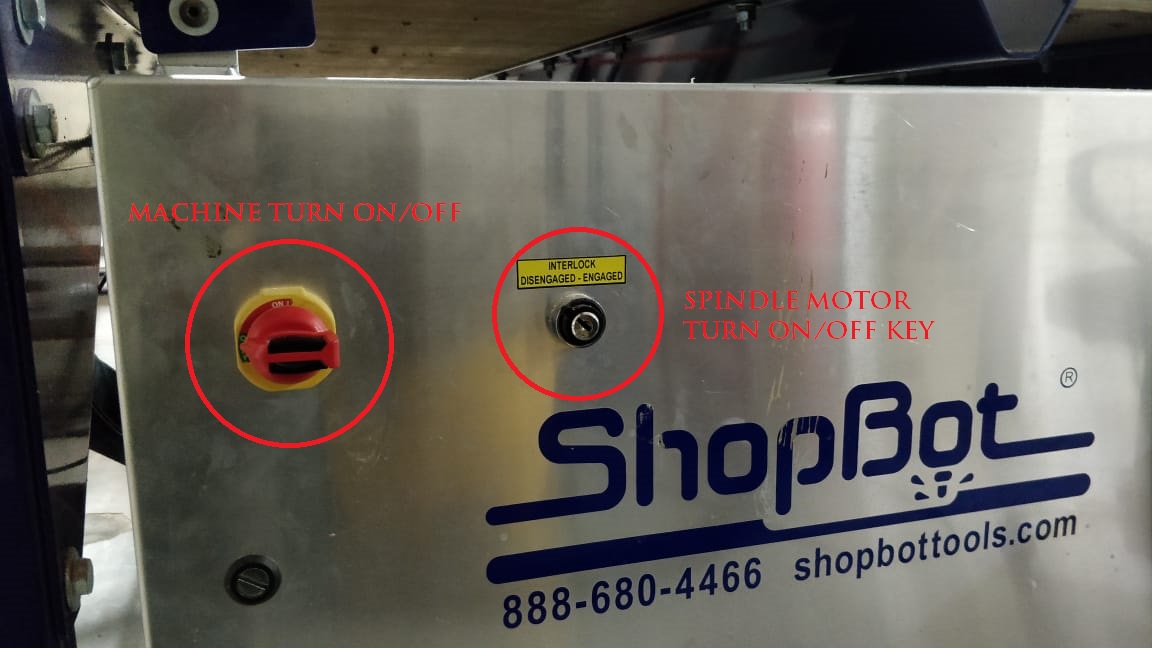 MACHINE TURN ON/OFF
ON I
INTERLOCK
DISENGAGED - ENGAGED
SPINDLE MOTOR
TURN ON/OFF KEY
ShopBot ®
888-680-4466 shopbottools.com